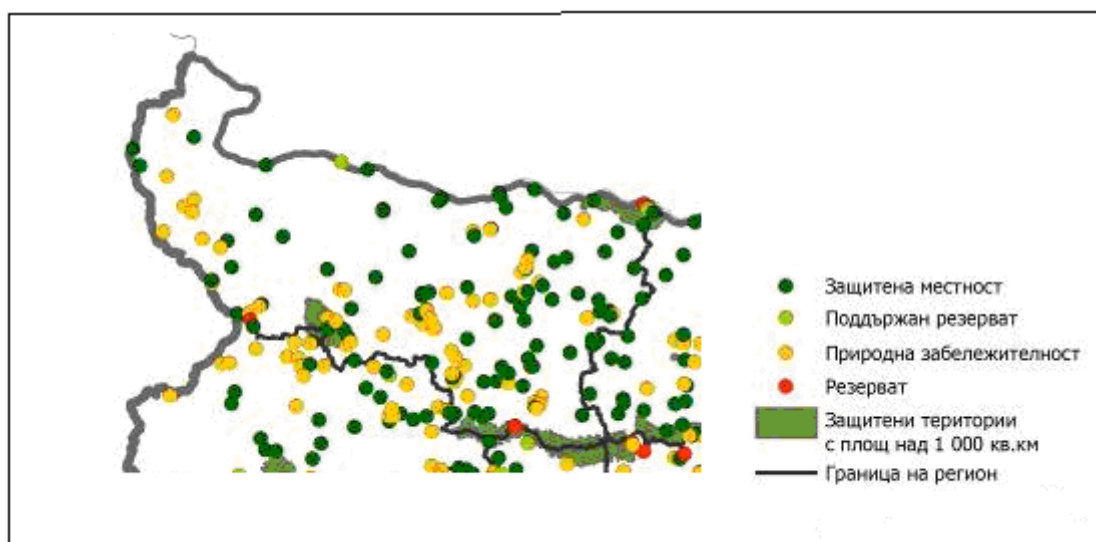 Защитена местност
Поддържан резерват
Природна забележителност
Резерват
Защитени територии
с площ над 1 000 кв.км
Граница на регион